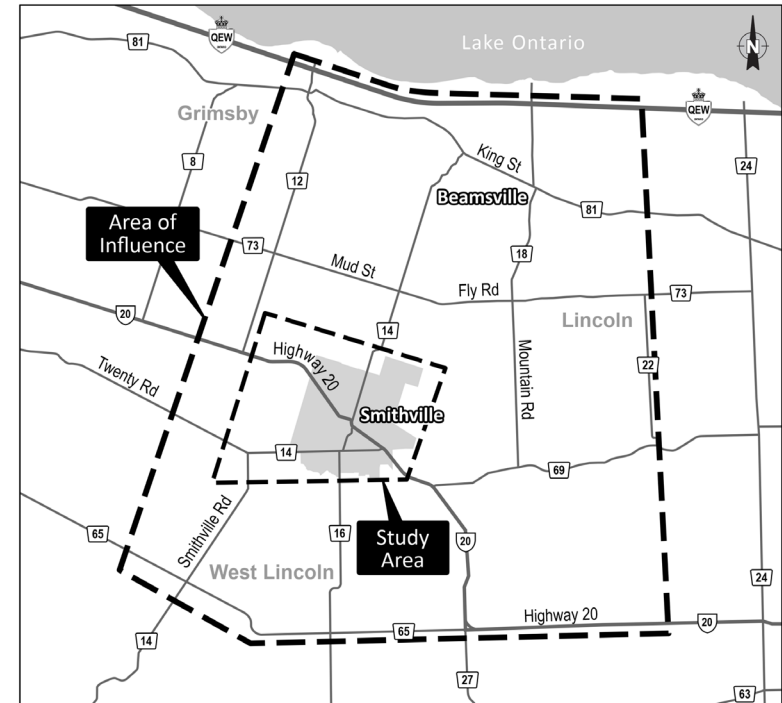 Lake Ontario
N
QEW
81
Grimsby
QEW
8
12
King St
24
Beamsville
81
Area of
Influence
73
Mud St
18
Fly Rd
73
20
14
Lincoln
Highway 20
Twenty Rd
Mountain Rd
22
Smithville
14
69
65
Smithville Rd
16
Study
Area
20
West Lincoln
24
65
Highway 20
20
14
27
63